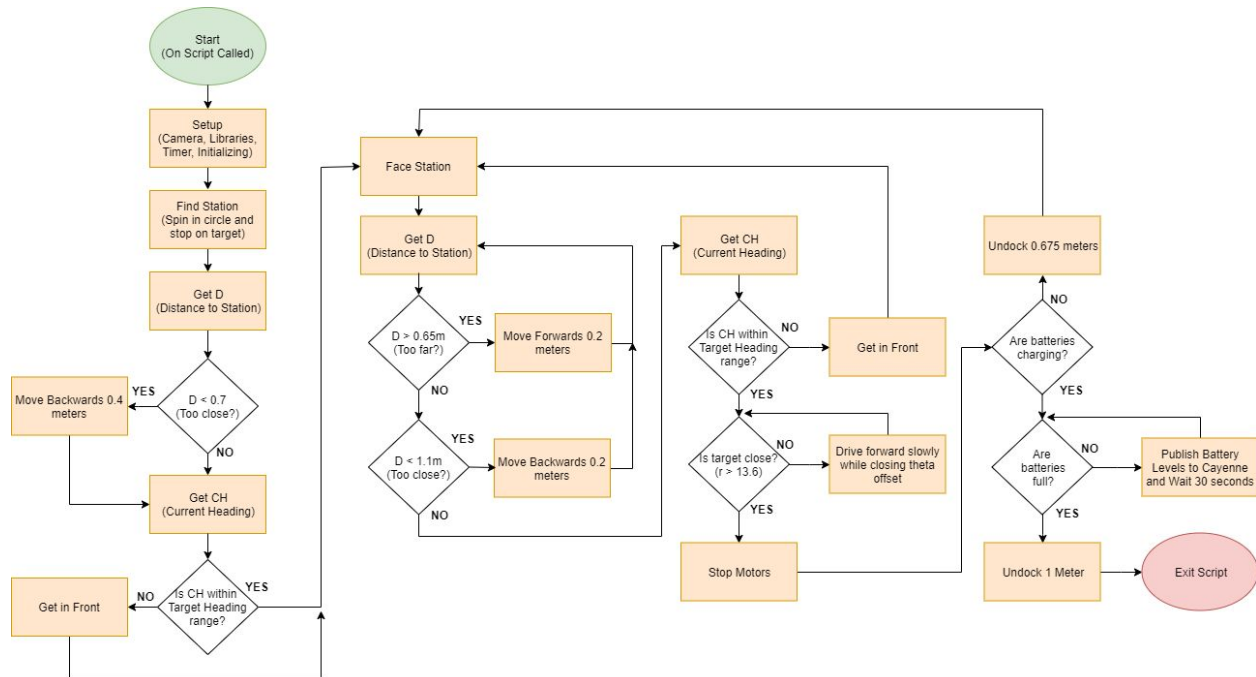 Start
(On Script Called)
Setup
(Camera, Libraries,
Timer, Initializing)
Find Station
(Spin in circle and
stop on target)
Get D
(Distance to Station)
D < 0.7
(Too close?)
YES
Move Backwards 0.4
meters
NO
Get CH
(Current Heading)
Is CH within
Target Heading
range?
NO
YES
Get in Front
Face Station
Get D
(Distance to Station)
D > 0.65m
(Too far?)
YES
Move Forwards 0.2
meters
NO
D < 1.1m
(Too close?)
YES
Move Backwards 0.2
meters
NO
Get CH
(Current Heading)
Is CH within
Target Heading
range?
NO
Get in Front
YES
Is target close?
(r > 13.6)
NO
Drive forward slowly
while closing theta
offset
YES
Stop Motors
Undock 0.675 meters
NO
Are batteries
charging?
YES
Are
batteries
full?
NO
Publish Battery
Levels to Cayenne
and Wait 30 seconds
YES
Undock 1 Meter
Exit Script